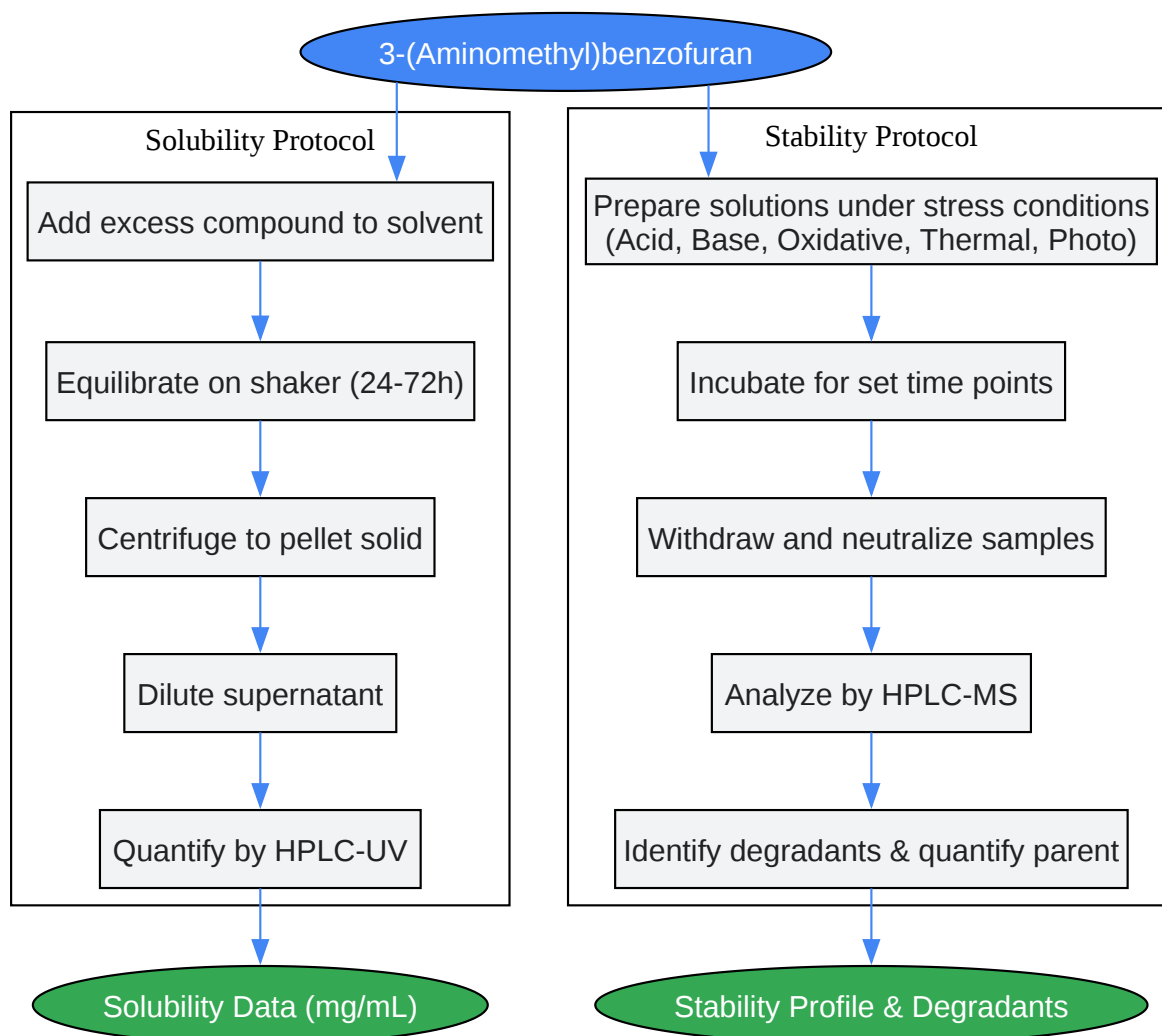 3-(Aminomethyl)benzofuran
Solubility Protocol
Add excess compound to solvent
Equilibrate on shaker (24-72h)
Centrifuge to pellet solid
Dilute supernatant
Quantify by HPLC-UV
Solubility Data (mg/mL)
Stability Protocol
Prepare solutions under stress conditions
(Acid, Base, Oxidative, Thermal, Photo)
Incubate for set time points
Withdraw and neutralize samples
Analyze by HPLC-MS
Identify degradants & quantify parent
Stability Profile & Degradants